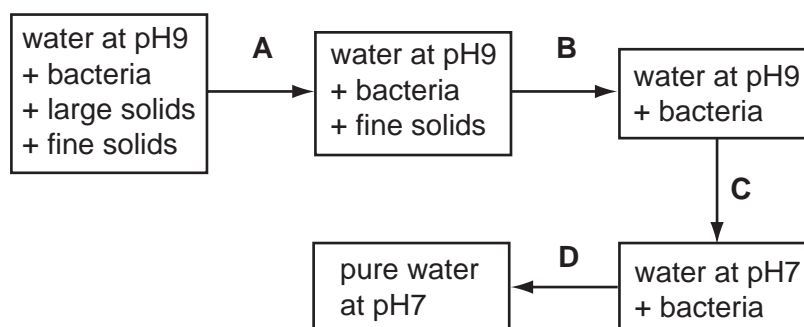 water at pH9
+ bacteria
+ large solids
+ fine solids
A
water at pH9
+ bacteria
+ fine solids
B
water at pH9
+ bacteria
C
water at pH7
+ bacteria
D
pure water
at pH7